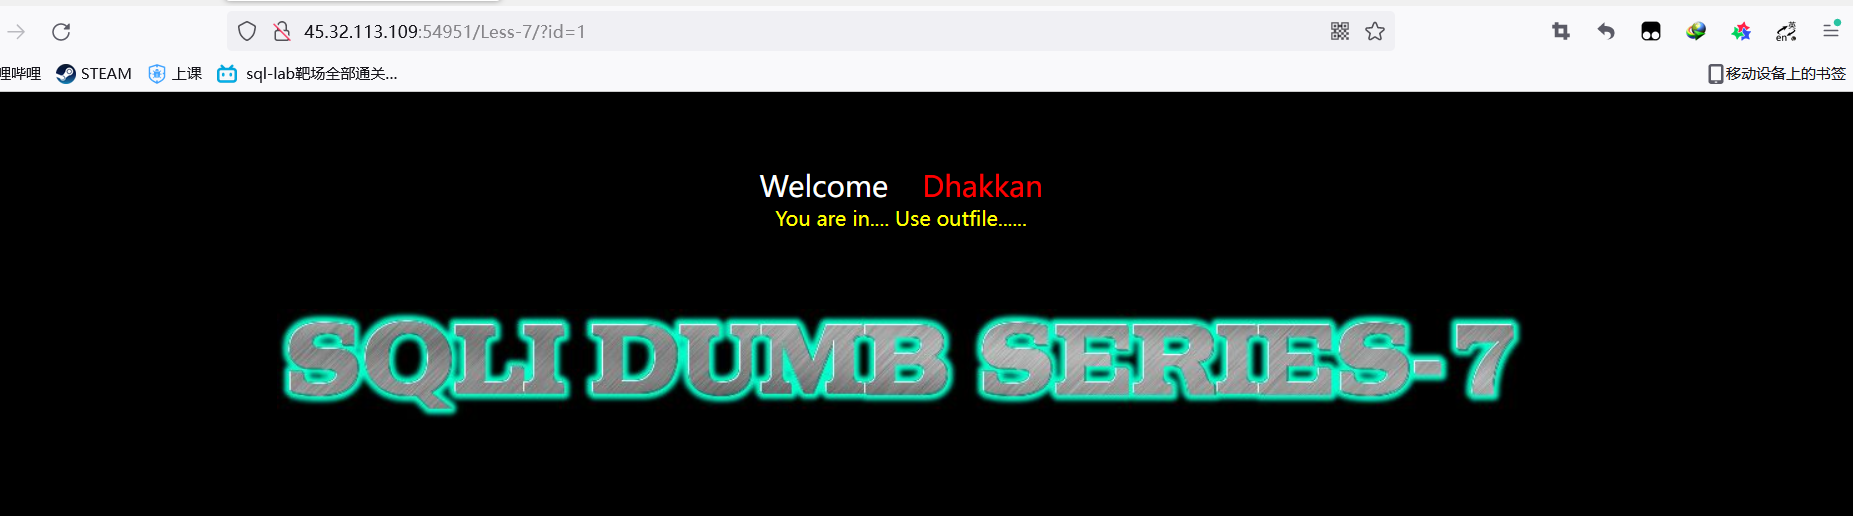 45.32.113.109:54951/Less-7/?id=1
英
en
哩哔哩 STEAM 上课 sql-lab靶场全部通关... 移动设备上的书签
Welcome Dhakkan
You are in.... Use outfile......
SQLI DUMB SERIES-7